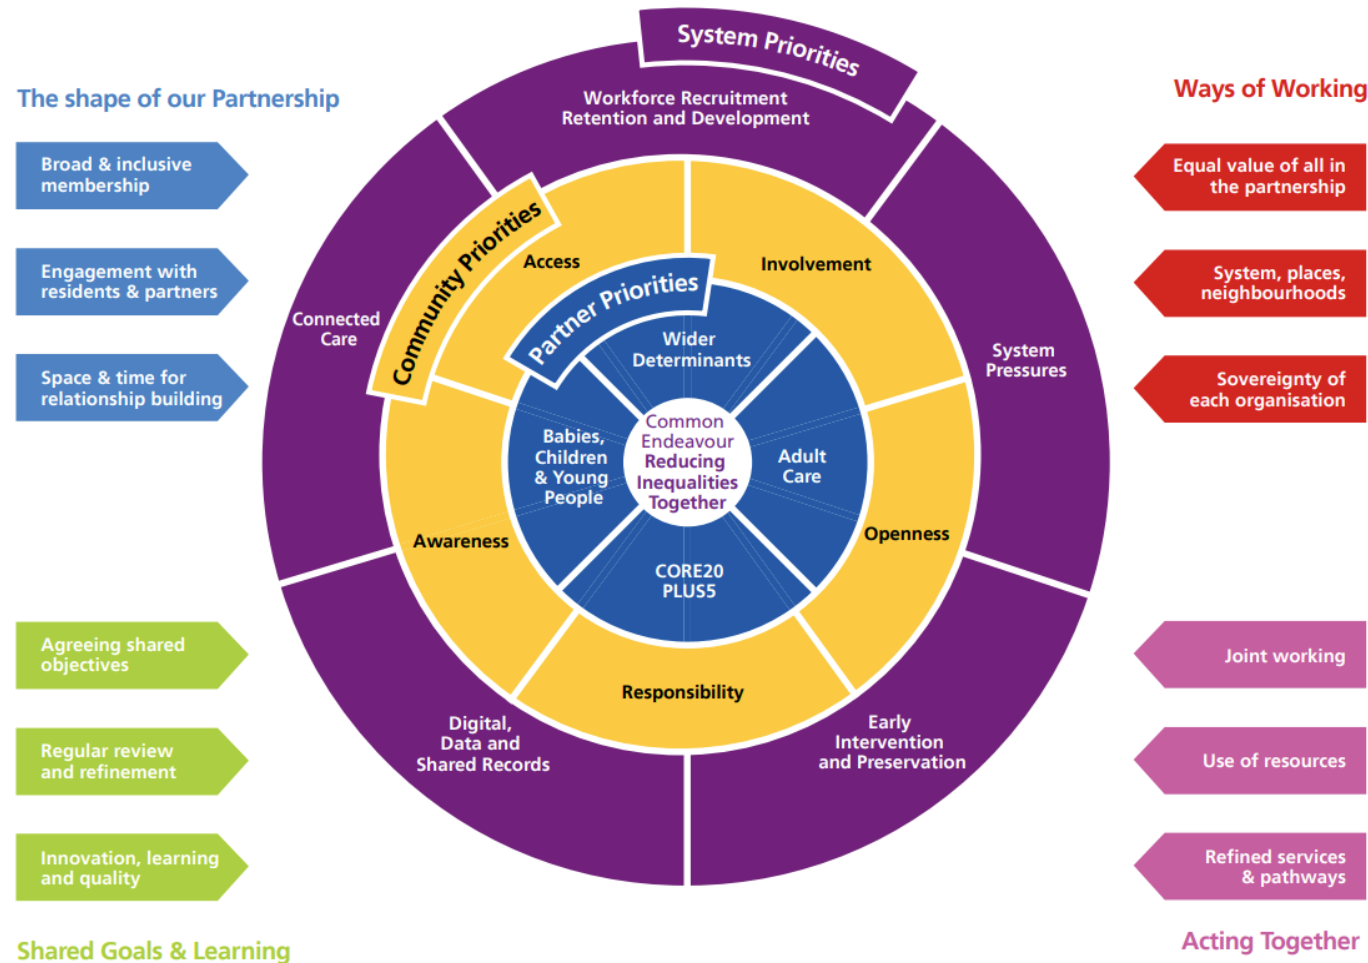 System Priorities
Workforce Recruitment
Retention and Development
The shape of our Partnership
Broad & inclusive
membership
Engagement with
residents & partners
Space & time for
relationship building
Ways of Working
Equal value of all in
the partnership
System, places,
neighbourhoods
Sovereignty of
each organisation
Connected
Care
System
Pressures
Community Priorities
Access
Involvement
Partner Priorities
Wider
Determinants
Babies,
Children
& Young
People
Common
Endeavour
Reducing
Inequalities
Together
Adult
Care
Awareness
Openness
CORE20
PLUS5
Responsibility
Digital,
Data and
Shared Records
Early
Intervention
and Preservation
Agreeing shared
objectives
Regular review
and refinement
Innovation, learning
and quality
Shared Goals & Learning
Joint working
Use of resources
Refined services
& pathways
Acting Together